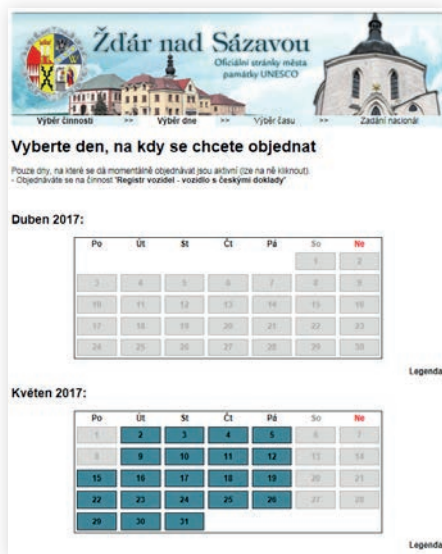 Žďár nad Sázavou
Oficiální stránky města
památky UNESCO
Výběr činnosti >> Výběr dne >> Výběr času >> Zadání nacionál
Vyberte den, na kdy se chcete objednat
Pouze dny, na které se dá momentálně objednávat jsou aktivní (lze na ně kliknout).
- Objednáváte se na činnost "Registr vozidel - vozidlo s českými doklady"
Duben 2017:
Po Út St Čt Pá So Ne
1 2
3 4 5 6 7 8 9
10 11 12 13 14 15 16
17 18 19 20 21 22 23
24 25 26 27 28 29 30
Legenda
Květen 2017:
Po Út St Čt Pá So Ne
1 2 3 4 5 6 7
8 9 10 11 12 13 14
15 16 17 18 19 20 21
22 23 24 25 26 27 28
29 30 31
Legenda